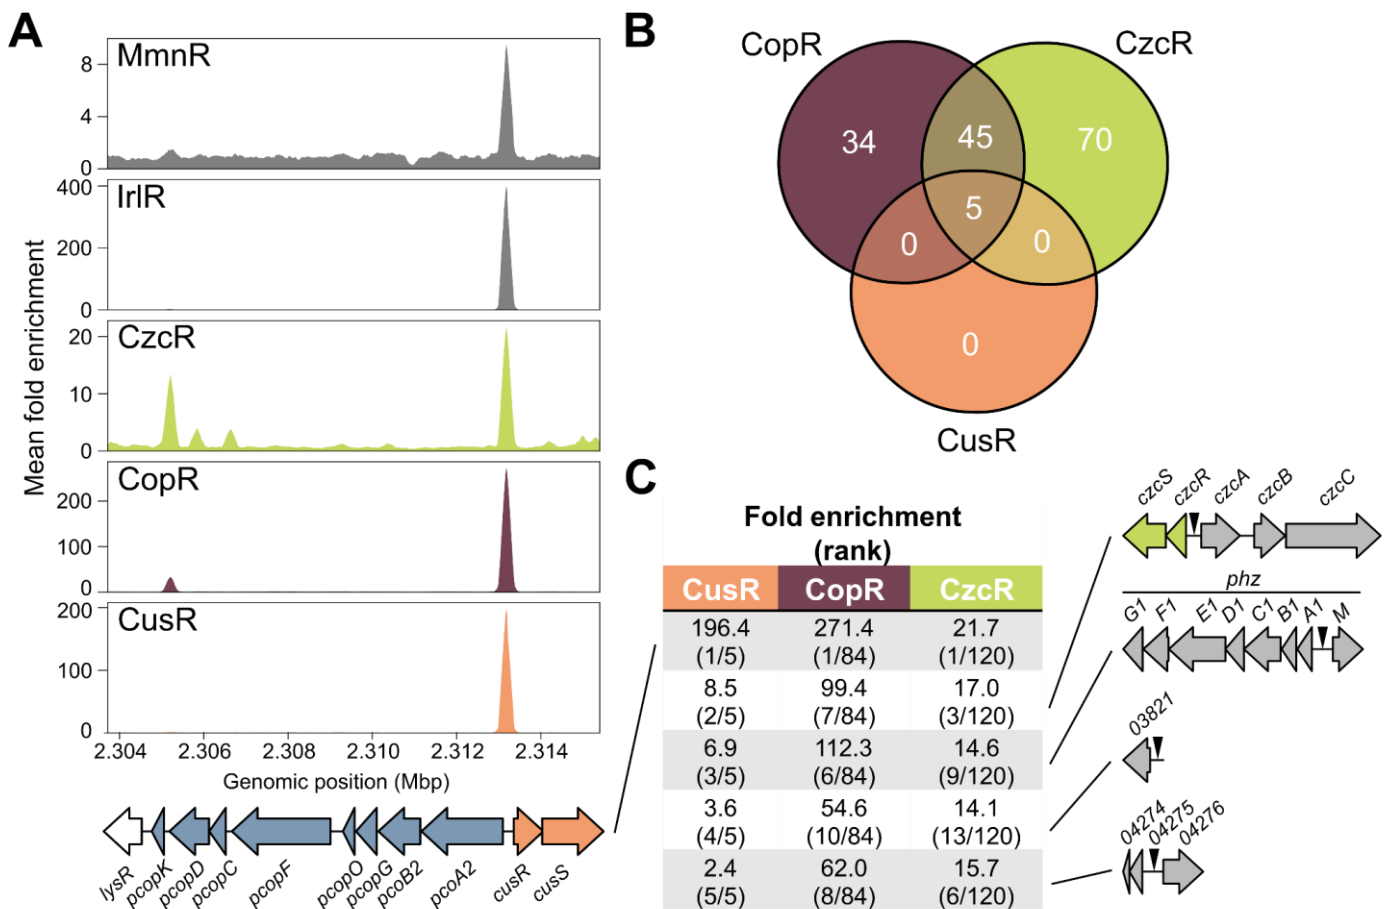 A
MmnR
8
4
0
IrlR
400
200
0
CzcR
20
10
0
CopR
200
100
0
CusR
200
100
0
Mean fold enrichment
2.304 2.306 2.308 2.310 2.312 2.314
Genomic position (Mbp)
lysR pcopK pcopD pcopC pcopF pcopO pcopG pcoB2 pcoA2 cusR cusS
B
CopR CzcR
34 45 70
5
0 0
0
CusR
C
Fold enrichment
(rank)
CusR CopR CzcR
196.4 271.4 21.7
(1/5) (1/84) (1/120)
8.5 99.4 17.0
(2/5) (7/84) (3/120)
6.9 112.3 14.6
(3/5) (6/84) (9/120)
3.6 54.6 14.1
(4/5) (10/84) (13/120)
2.4 62.0 15.7
(5/5) (8/84) (6/120)
czcS czcR czcA czcB czcC
phz
G1 F1 E1 D1 C1 B1 A1 M
03821
04274 04275 04276